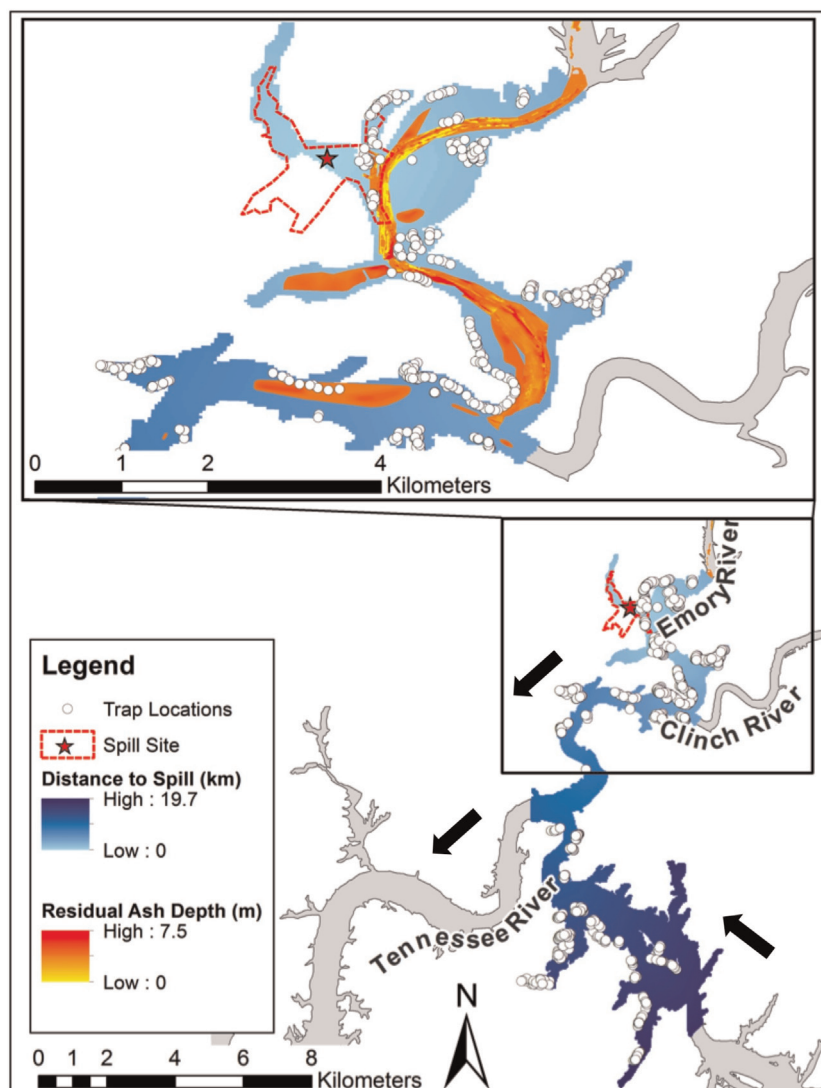 0 1 2 4
Kilometers
Emory River
Clinch River
Legend
Trap Locations
Spill Site
Distance to Spill (km)
High : 19.7
Low : 0
Residual Ash Depth (m)
High : 7.5
Low : 0
Tennessee River
N
0 1 2 4 6 8
Kilometers